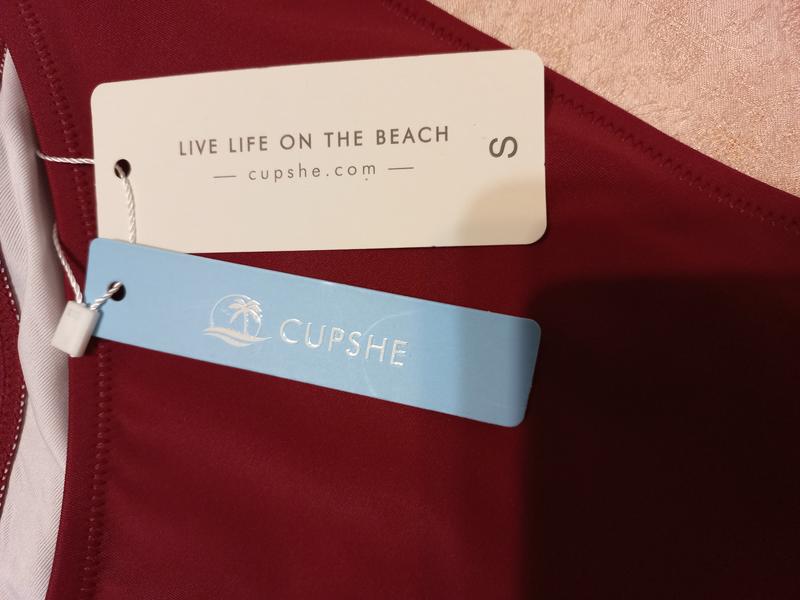 LIVE LIFE ON THE BEACH
— cupshe.com —
S
CUPSHE